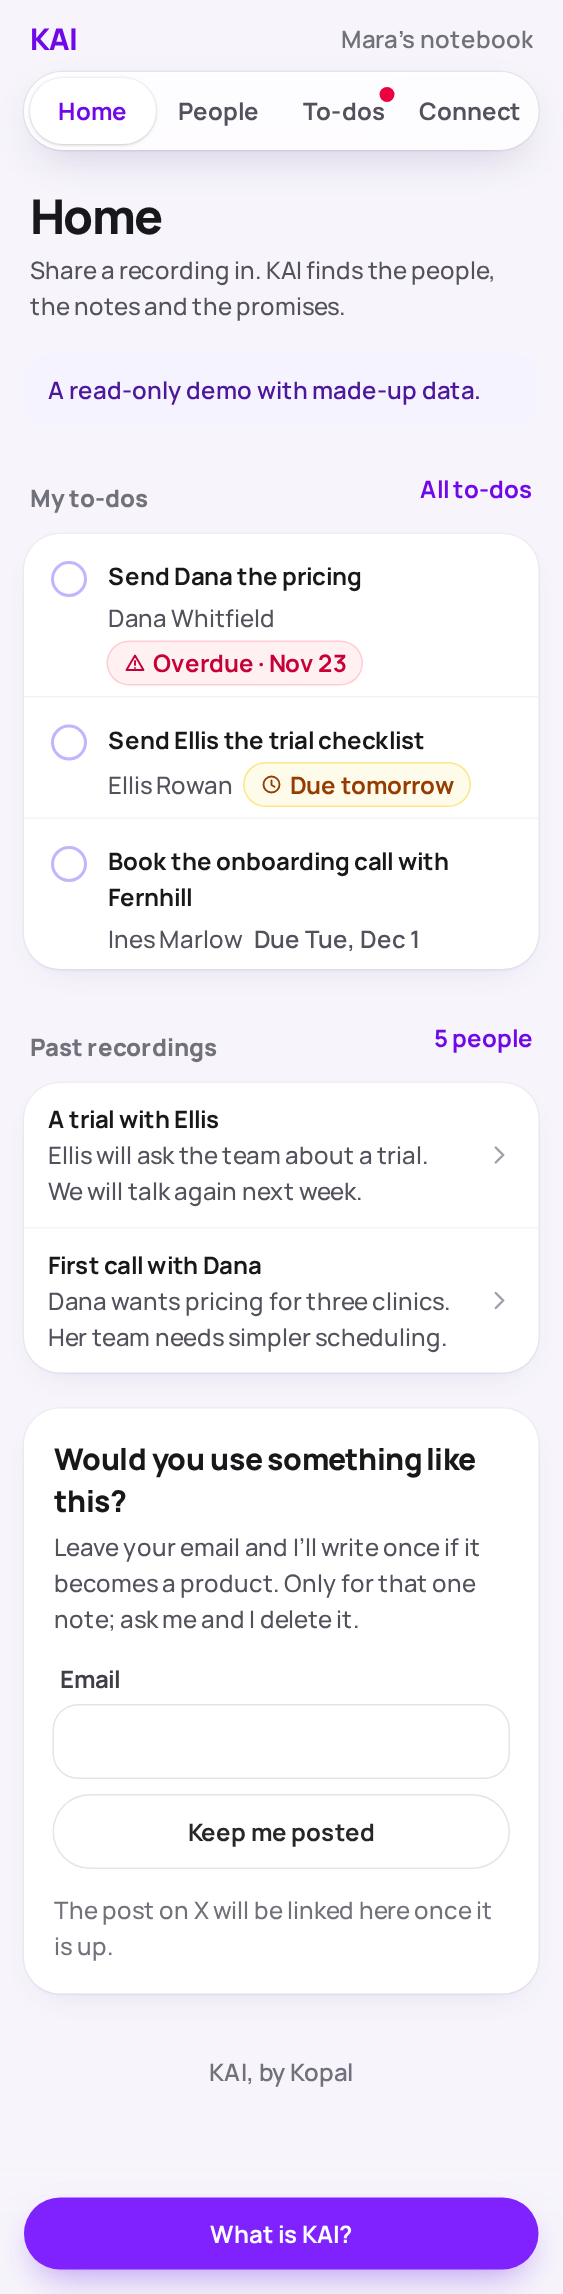 KAI
Mara's notebook
Home
People
To-dos
Connect
Home
Share a recording in. KAI finds the people,
the notes and the promises.
A read-only demo with made-up data.
My to-dos
All to-dos
Send Dana the pricing
Dana Whitfield
Overdue · Nov 23
Send Ellis the trial checklist
Ellis Rowan
Due tomorrow
Book the onboarding call with
Fernhill
Ines Marlow Due Tue, Dec 1
Past recordings
5 people
A trial with Ellis
Ellis will ask the team about a trial.
We will talk again next week.
First call with Dana
Dana wants pricing for three clinics.
Her team needs simpler scheduling.
Would you use something like
this?
Leave your email and I’ll write once if it
becomes a product. Only for that one
note; ask me and I delete it.
Email
Keep me posted
The post on X will be linked here once it
is up.
KAI, by Kopal
What is KAI?